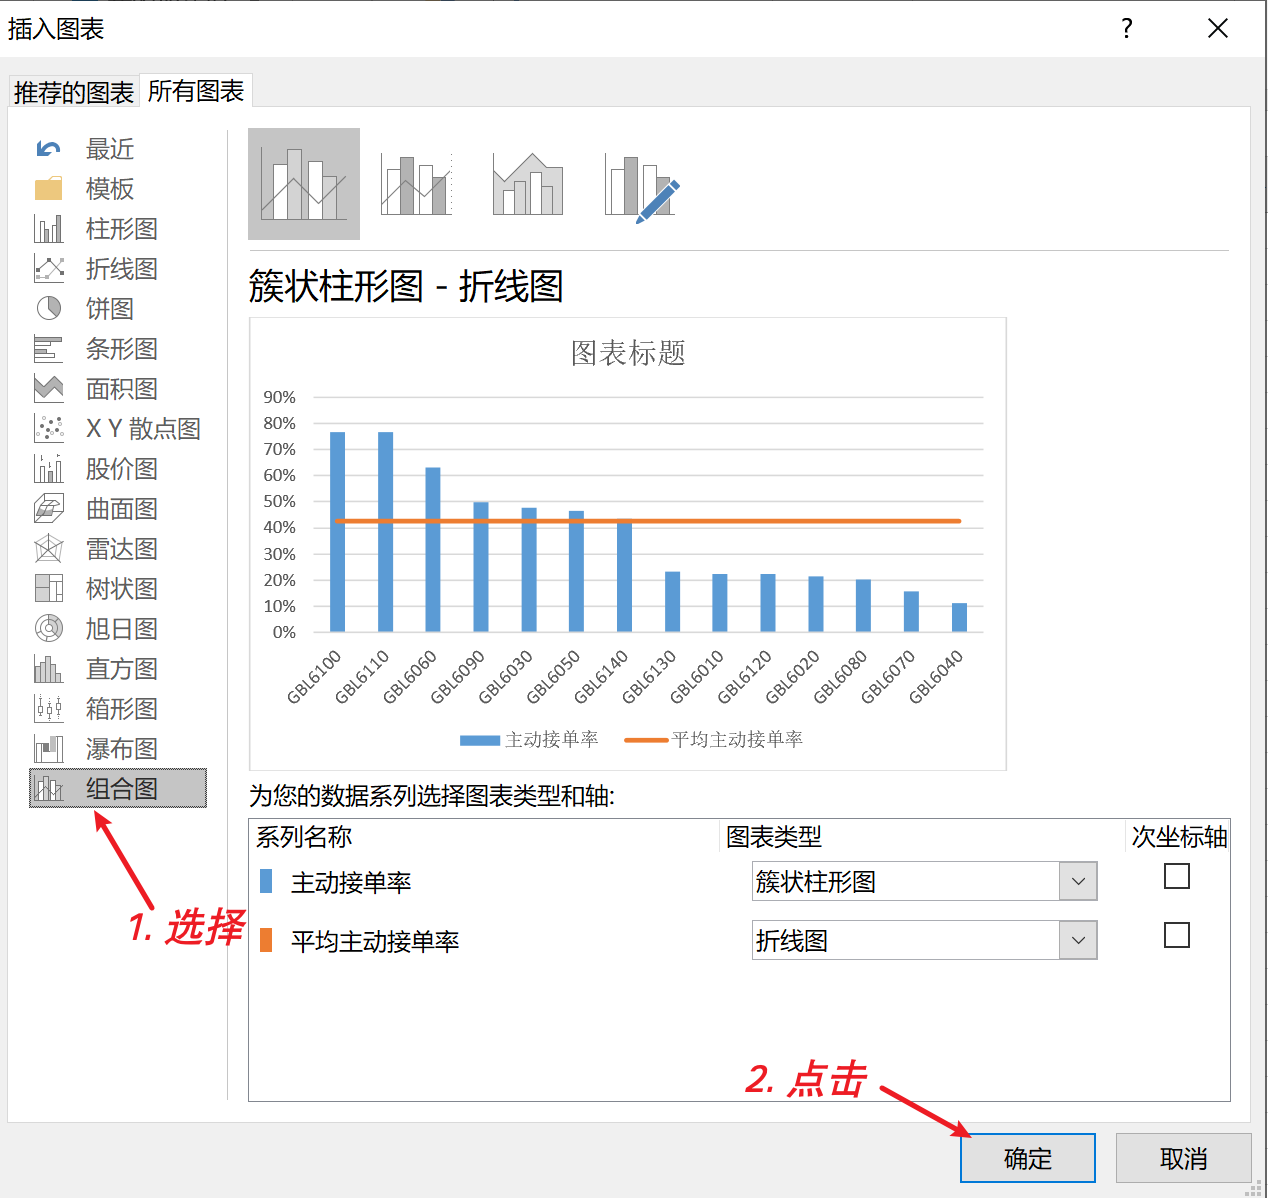 插入图表
?
推荐的图表
所有图表
最近
模板
柱形图
折线图
饼图
条形图
面积图
X Y 散点图
股价图
曲面图
雷达图
树状图
旭日图
直方图
箱形图
瀑布图
组合图
簇状柱形图 - 折线图
图表标题
90%
80%
70%
60%
50%
40%
30%
20%
10%
0%
GBL6100
GBL6110
GBL6060
GBL6090
GBL6030
GBL6050
GBL6140
GBL6130
GBL6010
GBL6120
GBL6020
GBL6080
GBL6070
GBL6040
主动接单率
平均主动接单率
为您的数据系列选择图表类型和轴:
系列名称
图表类型
次坐标轴
主动接单率
簇状柱形图
平均主动接单率
折线图
1. 选择
2. 点击
确定
取消